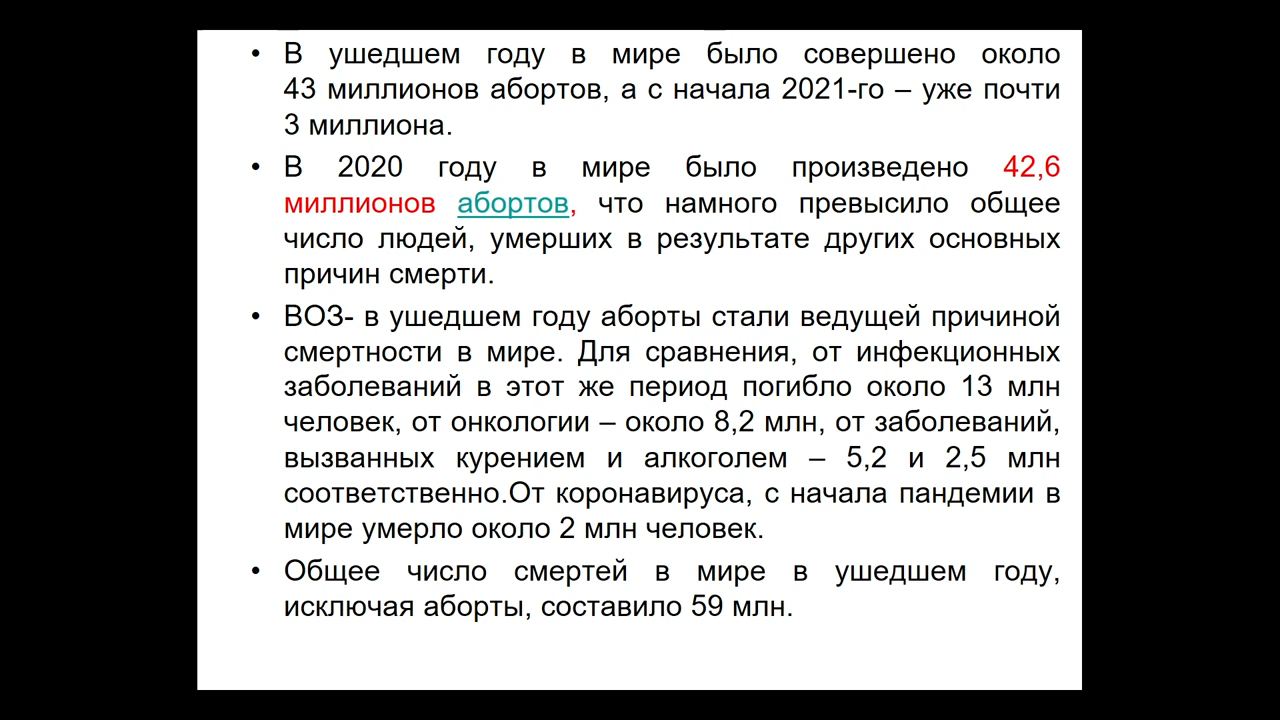 • В ушедшем году в мире было совершено около
43 миллионов абортов, а с начала 2021-го – уже почти
3 миллиона.
• В 2020 году в мире было произведено 42,6
миллионов абортов, что намного превысило общее
число людей, умерших в результате других основных
причин смерти.
• ВОЗ- в ушедшем году аборты стали ведущей причиной
смертности в мире. Для сравнения, от инфекционных
заболеваний в этот же период погибло около 13 млн
человек, от онкологии – около 8,2 млн, от заболеваний,
вызванных курением и алкоголем – 5,2 и 2,5 млн
соответственно.От коронавируса, с начала пандемии в
мире умерло около 2 млн человек.
• Общее число смертей в мире в ушедшем году,
исключая аборты, составило 59 млн.